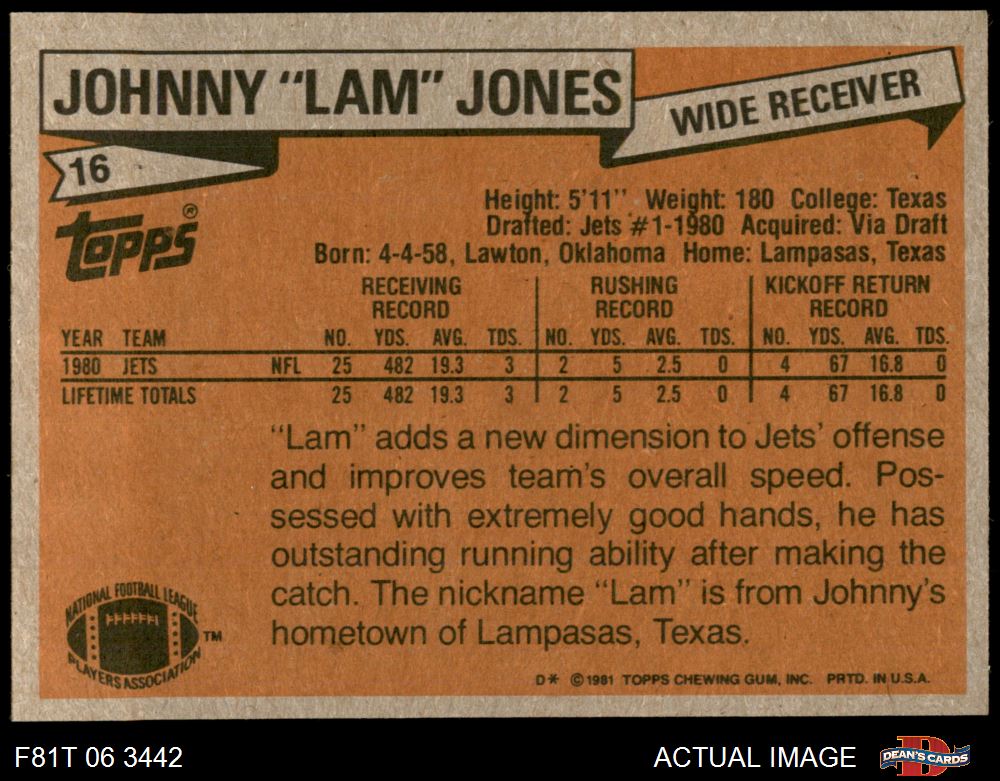 JOHNNY “LAM” JONES
WIDE RECEIVER
16
TOPPS®
Height: 5'11'' Weight: 180 College: Texas
Drafted: Jets #1-1980 Acquired: Via Draft
Born: 4-4-58, Lawton, Oklahoma Home: Lampasas, Texas
RECEIVING RUSHING KICKOFF RETURN
RECORD RECORD RECORD
YEAR TEAM NO. YDS. AVG. TDS. NO. YDS. AVG. TDS. NO. YDS. AVG. TDS.
1980 JETS NFL 25 482 19.3 3 2 5 2.5 0 4 67 16.8 0
LIFETIME TOTALS 25 482 19.3 3 2 5 2.5 0 4 67 16.8 0
“Lam” adds a new dimension to Jets’ offense
and improves team’s overall speed. Pos-
sessed with extremely good hands, he has
outstanding running ability after making the
catch. The nickname “Lam” is from Johnny’s
hometown of Lampasas, Texas.
NATIONAL FOOTBALL LEAGUE
PLAYERS ASSOCIATION
TM
D* © 1981 TOPPS CHEWING GUM, INC. PRTD. IN U.S.A.
F81T 06 3442
ACTUAL IMAGE
DEAN'S CARDS